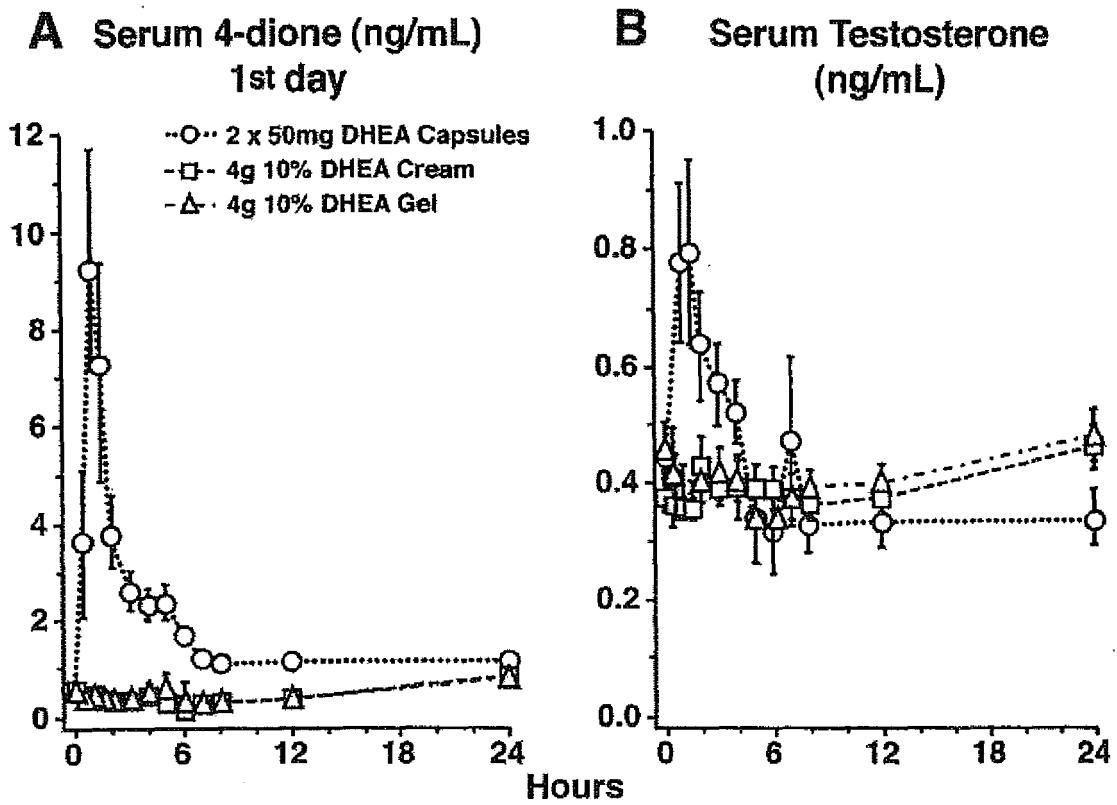 A Serum 4-dione (ng/mL)
1st day
2 x 50mg DHEA Capsules
4g 10% DHEA Cream
4g 10% DHEA Gel
12
10
8
6
4
2
0
0 6 12 18 24
B Serum Testosterone
(ng/mL)
1.0
0.8
0.6
0.4
0.2
0.0
0 6 12 18 24
Hours